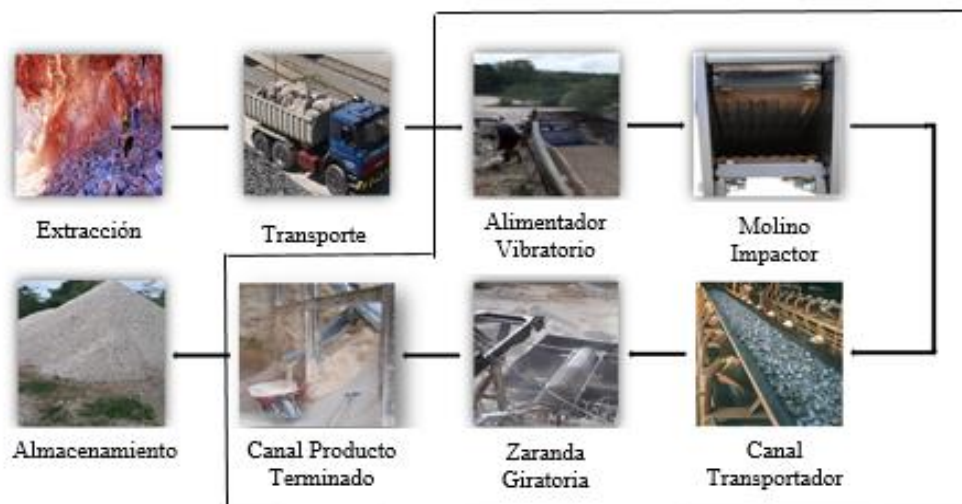 Extracción
Transporte
Alimentador
Vibratorio
Molino
Impactor
Almacenamiento
Canal Producto
Terminado
Zaranda
Giratoria
Canal
Transportador